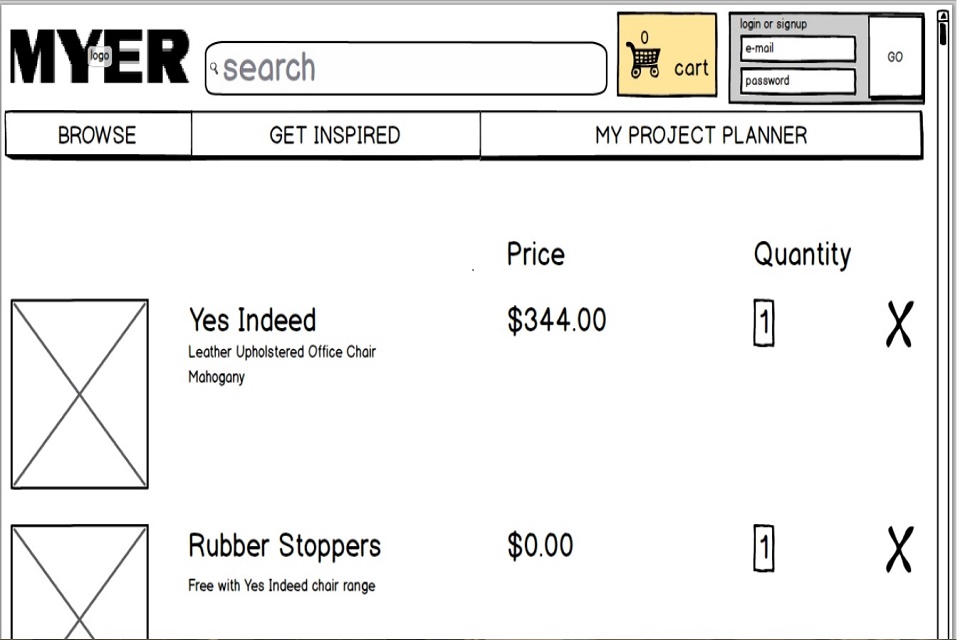 MYER
logo
search
0
cart
login or signup
e-mail
password
GO
BROWSE
GET INSPIRED
MY PROJECT PLANNER
Price
Quantity
Yes Indeed
$344.00
1
X
Leather Upholstered Office Chair
Mahogany
Rubber Stoppers
$0.00
1
X
Free with Yes Indeed chair range